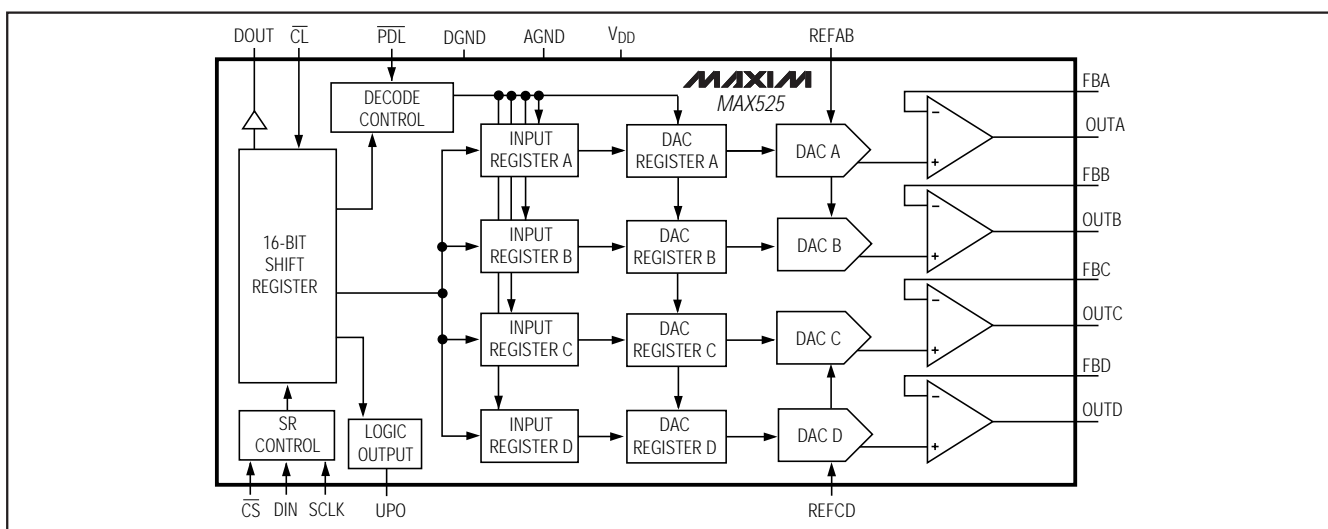 DOUT
CL
PDL
DGND
AGND
VDD
REFAB
MAXIM
MAX525
FBA
DECODE
CONTROL
INPUT
REGISTER A
DAC
REGISTER A
DAC A
−
+
OUTA
FBB
16-BIT
SHIFT
REGISTER
INPUT
REGISTER B
DAC
REGISTER B
DAC B
−
+
OUTB
FBC
INPUT
REGISTER C
DAC
REGISTER C
DAC C
−
+
OUTC
FBD
SR
CONTROL
LOGIC
OUTPUT
INPUT
REGISTER D
DAC
REGISTER D
DAC D
−
+
OUTD
CS
DIN
SCLK
UPO
REFCD